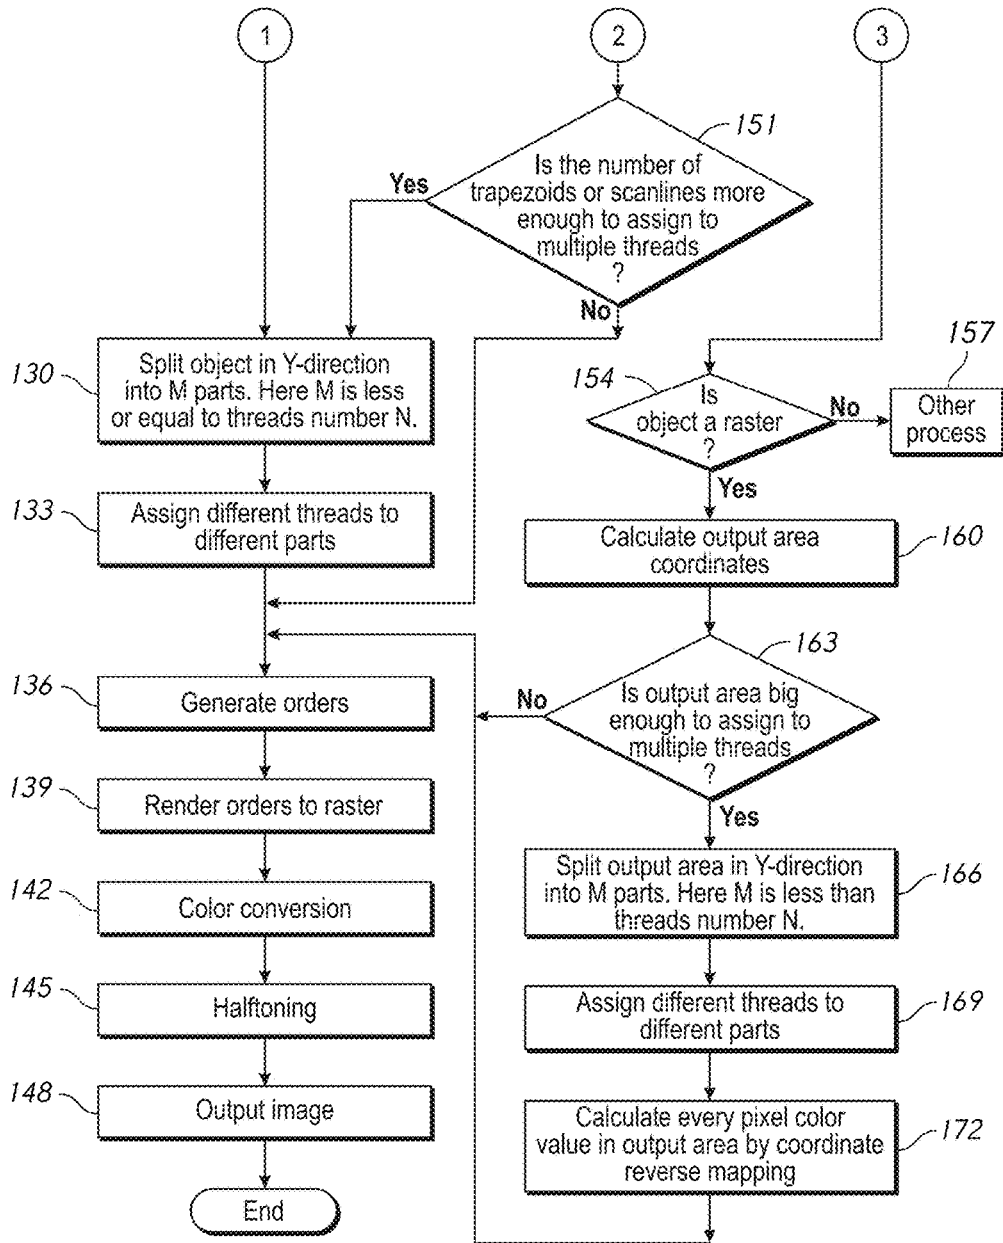 1
2
3
151
Is the number of
trapezoids or scanlines more
enough to assign to
multiple threads
?
Yes
No
130
Split object in Y-direction
into M parts. Here M is less
or equal to threads number N.
133
Assign different threads to
different parts
136
Generate orders
139
Render orders to raster
142
Color conversion
145
Halftoning
148
Output image
End
154
Is
object a raster
?
No
157
Other
process
Yes
Calculate output area
coordinates
160
163
Is output area big
enough to assign to
multiple threads
?
No
Yes
Split output area in Y-direction
into M parts. Here M is less than
threads number N.
166
Assign different threads to
different parts
169
Calculate every pixel color
value in output area by coordinate
reverse mapping
172